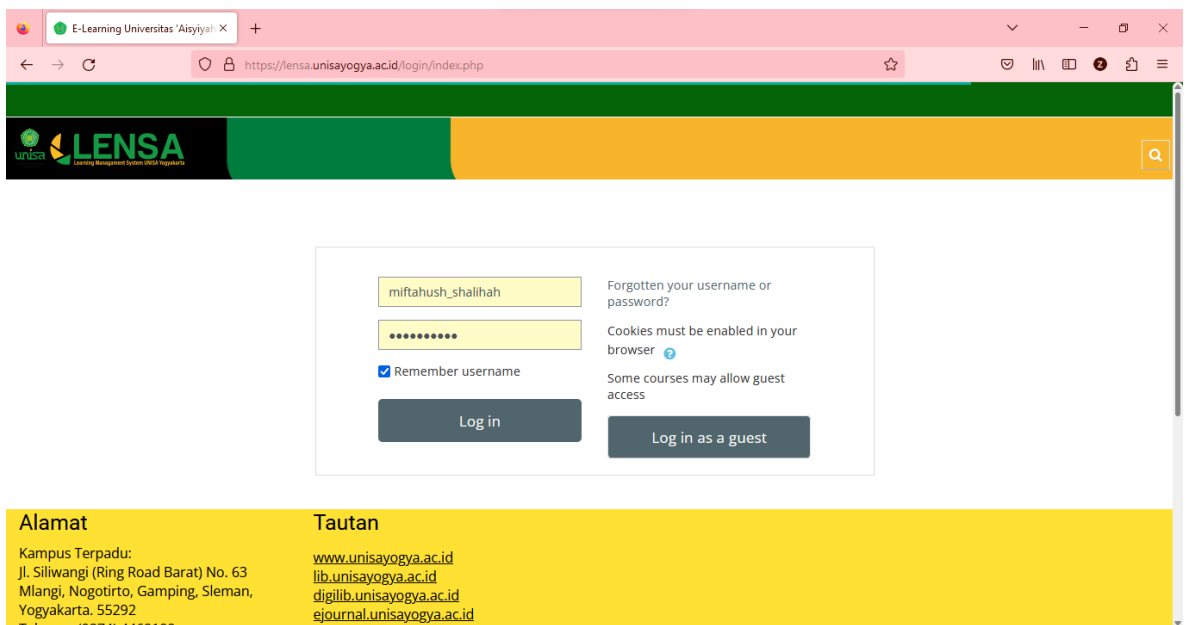 E-Learning Universitas 'Aisyiyah
https://lensa.unisayogya.ac.id/login/index.php
unisa LENSA
Learning Management System UNISA Yogyakarta
miftahush_shalihah
Remember username
Log in
Forgotten your username or
password?
Cookies must be enabled in your
browser
Some courses may allow guest
access
Log in as a guest
Alamat
Kampus Terpadu:
Jl. Siliwangi (Ring Road Barat) No. 63
Mlangi, Nogotirto, Gamping, Sleman,
Yogyakarta. 55292
Tautan
www.unisayogya.ac.id
lib.unisayogya.ac.id
digilib.unisayogya.ac.id
ejournal.unisayogya.ac.id